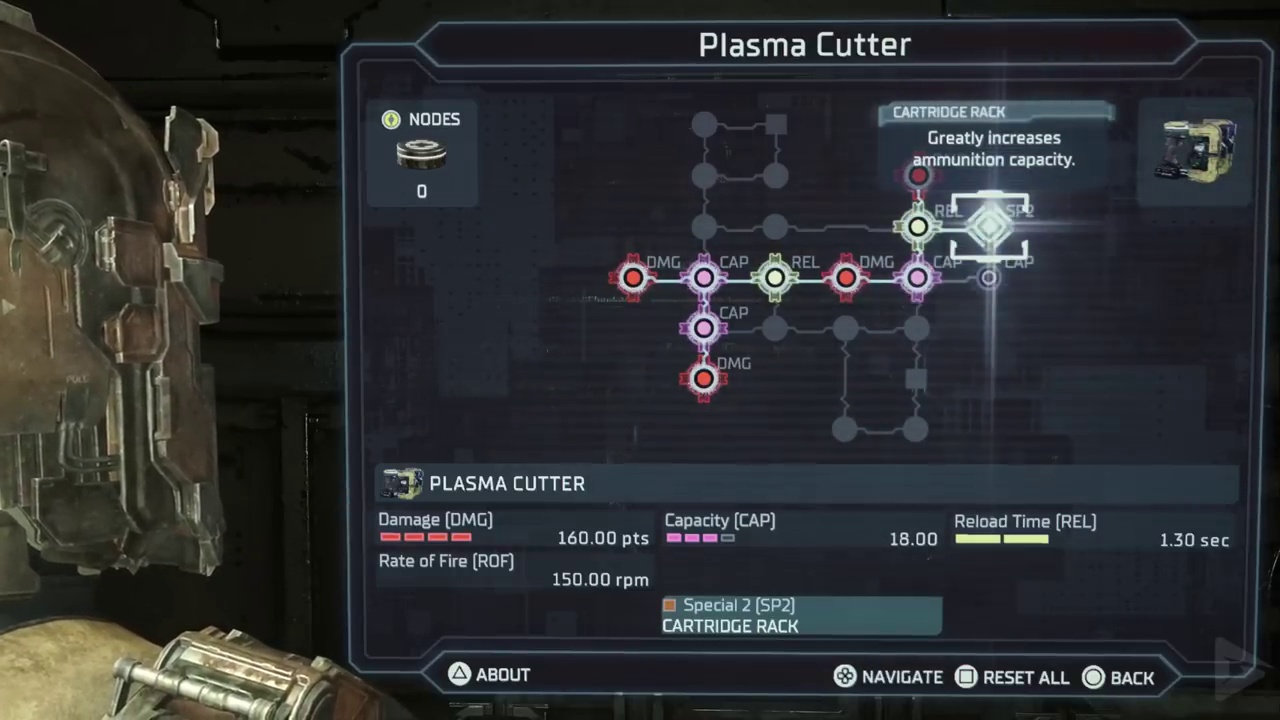 Plasma Cutter
NODES
0
CARTRIDGE RACK
Greatly increases
ammunition capacity.
REL
SP2
DMG
CAP
REL
DMG
CAP
CAP
CAP
DMG
PLASMA CUTTER
Damage (DMG)
160.00 pts
Capacity (CAP)
18.00
Reload Time (REL)
1.30 sec
Rate of Fire (ROF)
150.00 rpm
Special 2 (SP2)
CARTRIDGE RACK
ABOUT
NAVIGATE
RESET ALL
BACK